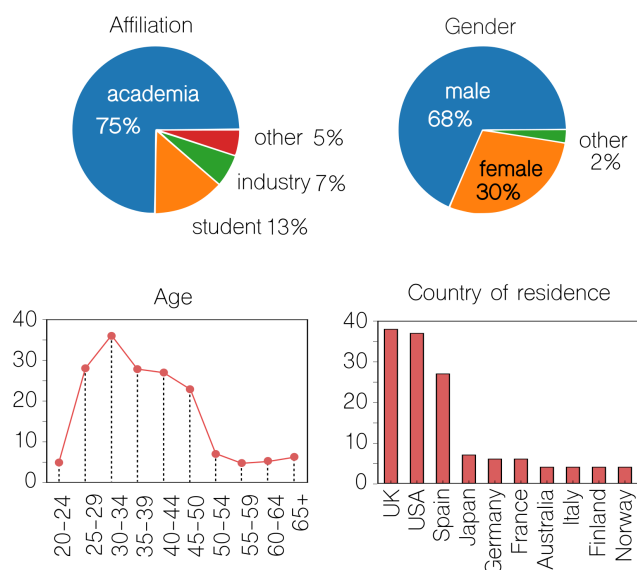 Affiliation
academia
75%
other 5%
industry 7%
student 13%
Gender
male
68%
other
2%
female
30%
Age
40
30
20
10
0
20-24
25-29
30-34
35-39
40-44
45-50
50-54
55-59
60-64
65+
Country of residence
40
30
20
10
0
UK
USA
Spain
Japan
Germany
France
Australia
Italy
Finland
Norway